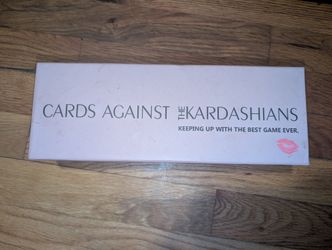 CARDS AGAINST THE KARDASHIANS
KEEPING UP WITH THE BEST GAME EVER.